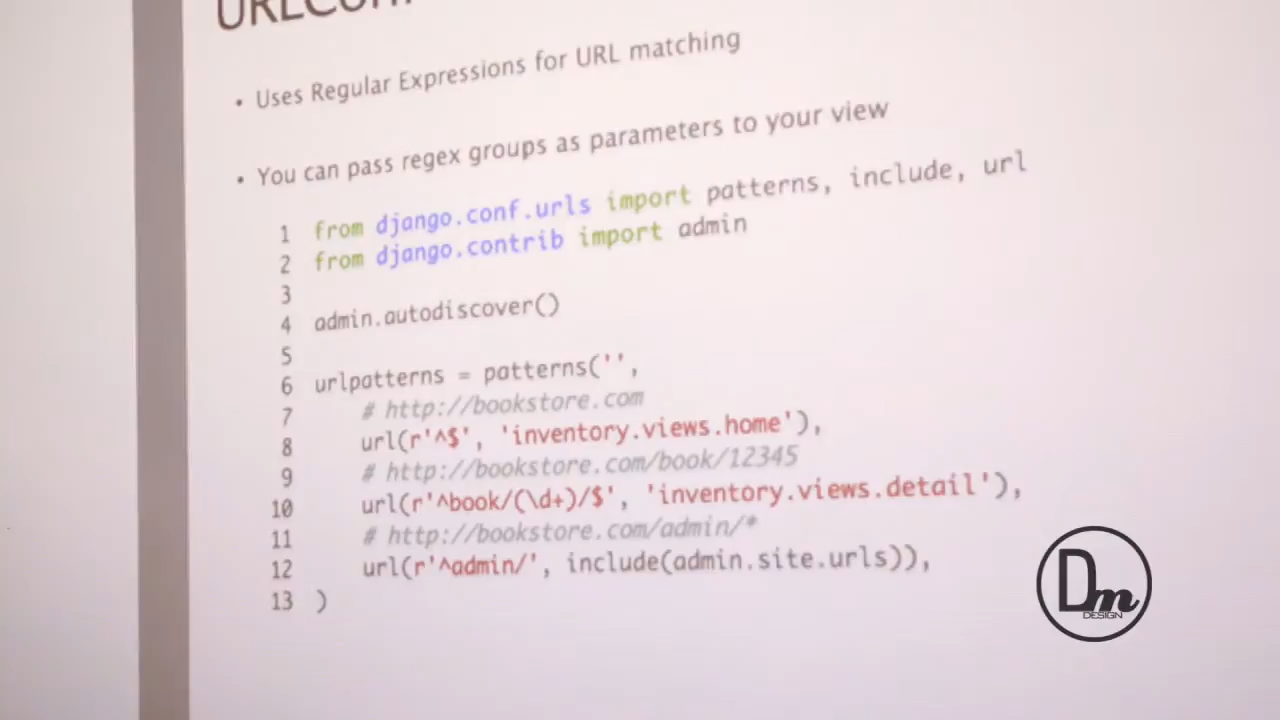 URLConf
• Uses Regular Expressions for URL matching
• You can pass regex groups as parameters to your view
1 from django.conf.urls import patterns, include, url
2 from django.contrib import admin
3
4 admin.autodiscover()
5
6 urlpatterns = patterns('',
7     # http://bookstore.com
8     url(r'^$', 'inventory.views.home'),
9     # http://bookstore.com/book/12345
10     url(r'^book/(\d+)/$', 'inventory.views.detail'),
11     # http://bookstore.com/admin/*
12     url(r'^admin/', include(admin.site.urls)),
13 )
Dm
DESIGN